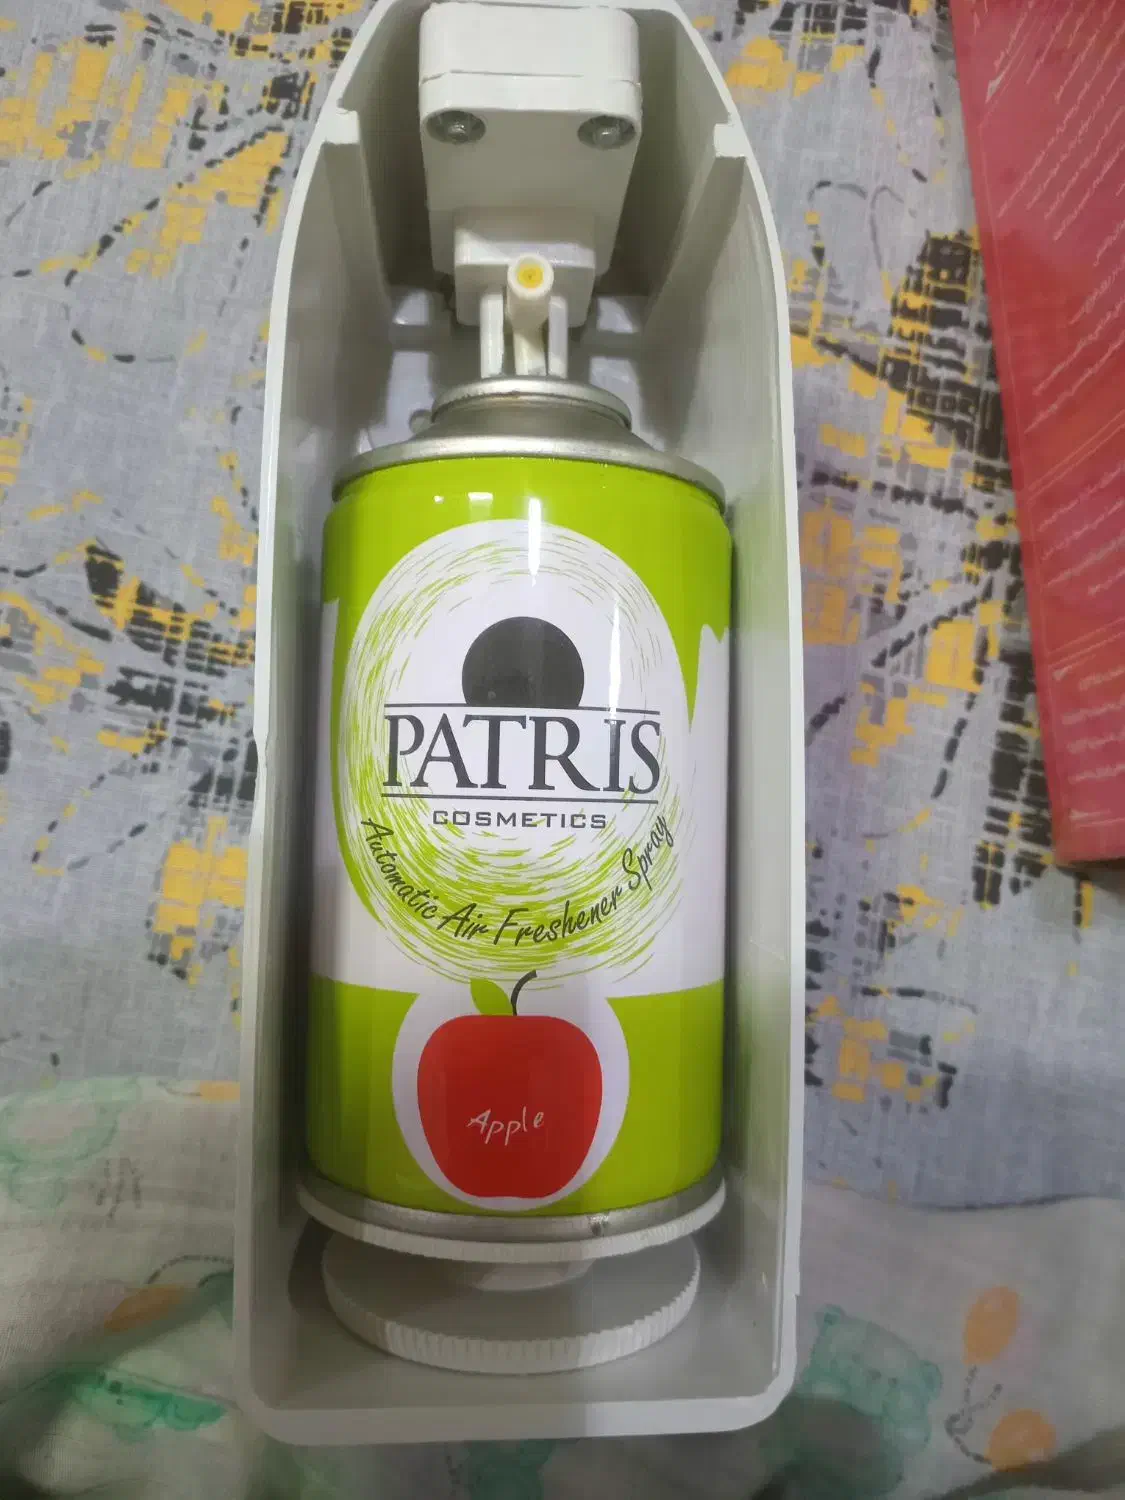 PATRIS
COSMETICS
Automatic Air Freshener Spray
Apple